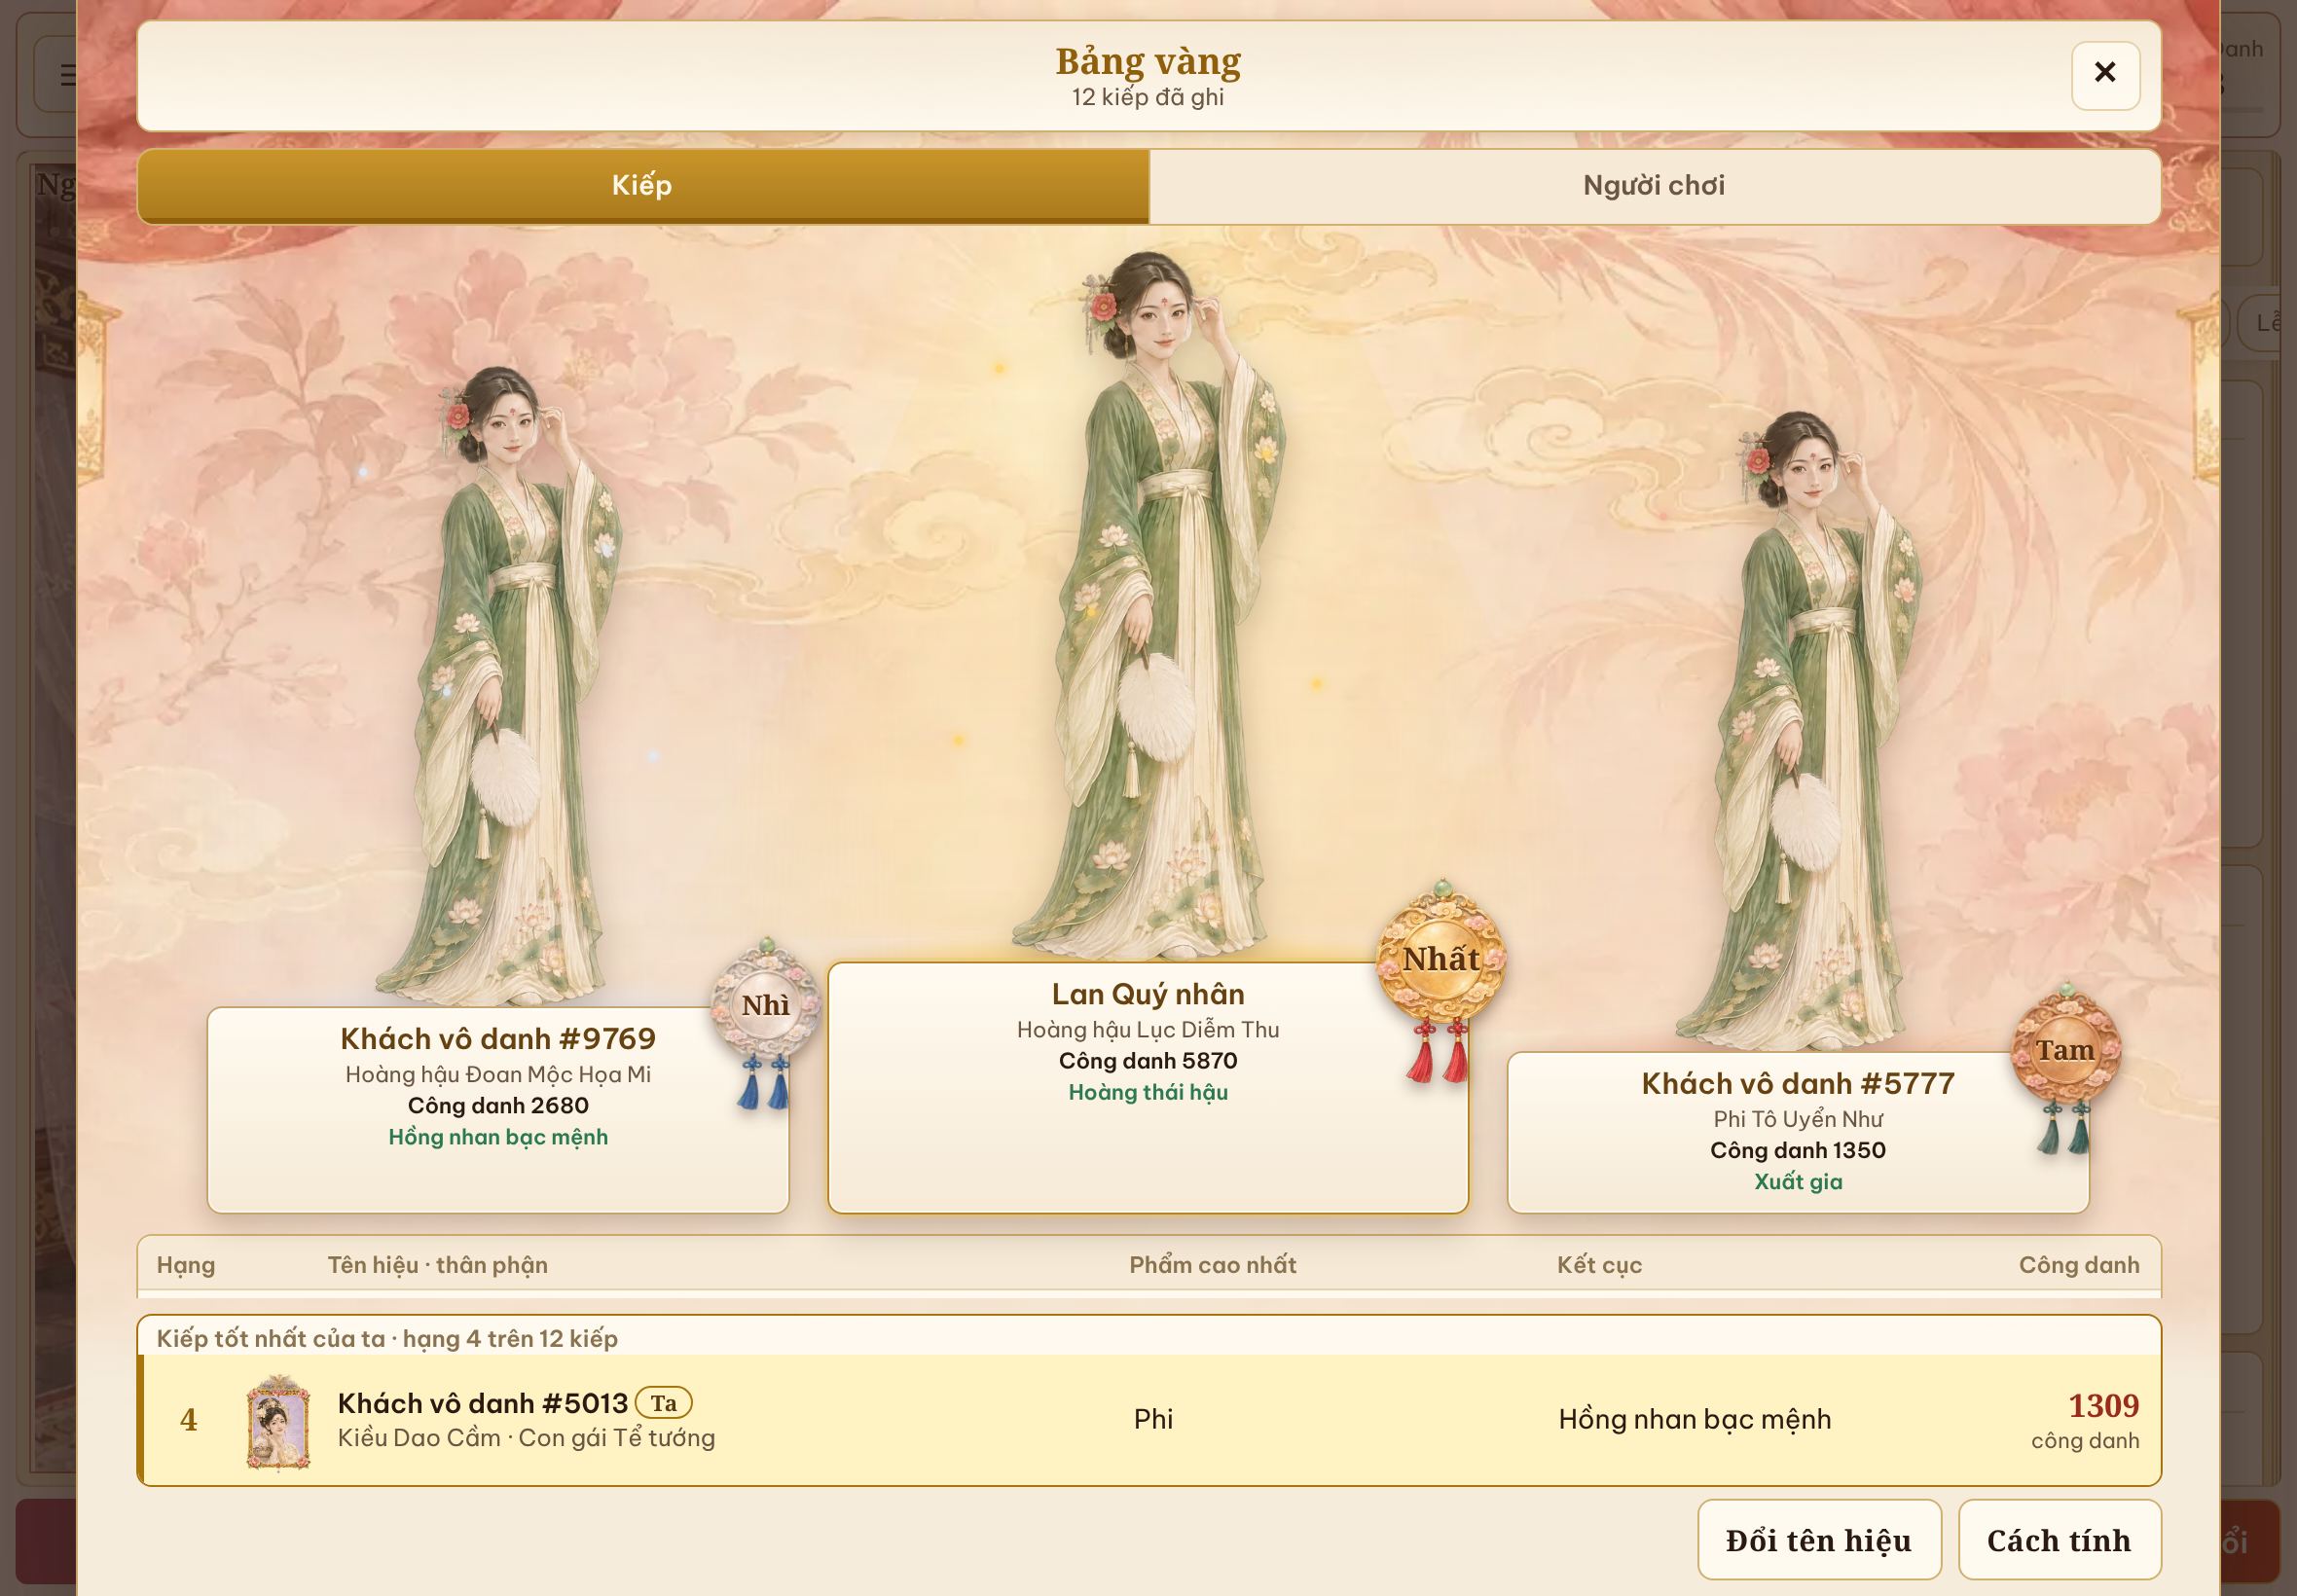 Bảng vàng
12 kiếp đã ghi
Kiếp
Người chơi
Nhì
Khách vô danh #9769
Hoàng hậu Đoan Mộc Họa Mi
Công danh 2680
Hồng nhan bạc mệnh
Nhất
Lan Quý nhân
Hoàng hậu Lục Diễm Thu
Công danh 5870
Hoàng thái hậu
Tam
Khách vô danh #5777
Phi Tô Uyển Như
Công danh 1350
Xuất gia
Hạng Tên hiệu · thân phận Phẩm cao nhất Kết cục Công danh
Kiếp tốt nhất của ta · hạng 4 trên 12 kiếp
4 Khách vô danh #5013 Ta Phi Hồng nhan bạc mệnh 1309
Kiều Dao Cầm · Con gái Tể tướng công danh
Đổi tên hiệu
Cách tính